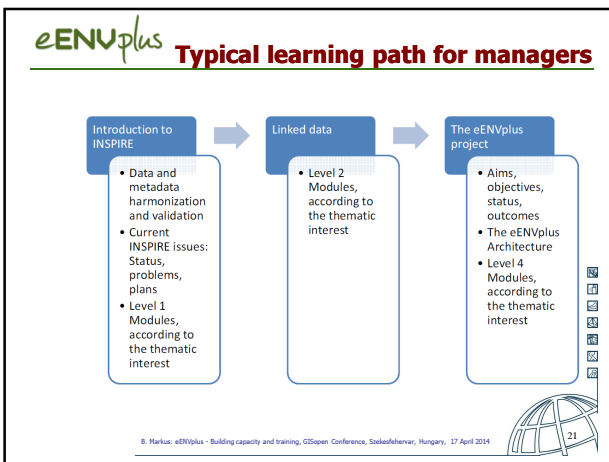 eENVplus
Typical learning path for managers
Introduction to
INSPIRE
• Data and
metadata
harmonization
and validation
• Current
INSPIRE issues:
Status,
problems,
plans
• Level 1
Modules,
according to
the thematic
interest
Linked data
• Level 2
Modules,
according to
the thematic
interest
The eENVplus
project
• Aims,
objectives,
status,
outcomes
• The eENVplus
Architecture
• Level 4
Modules,
according to
the thematic
interest
B. Markus: eENVplus - Building capacity and training, GISopen Conference, Szekesfehervar, Hungary, 17 April 2014
21